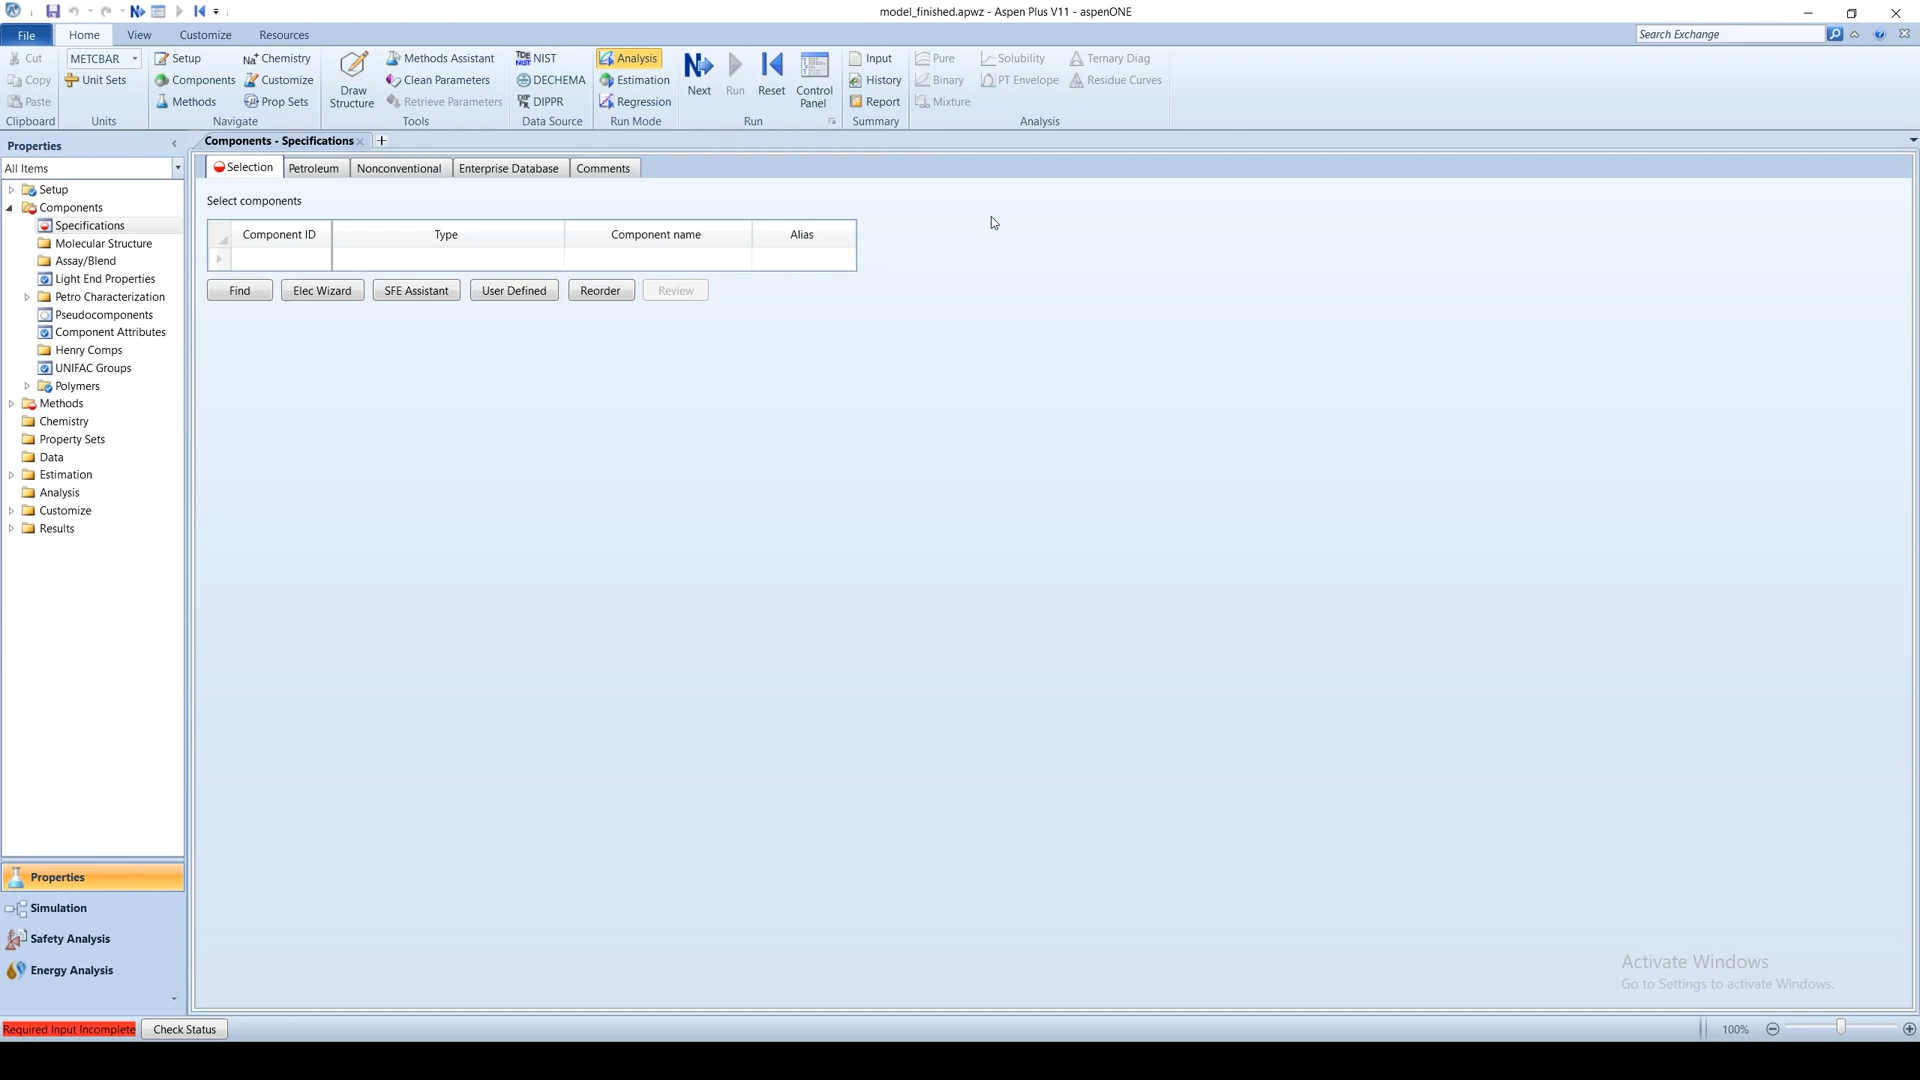 model_finished.apwz - Aspen Plus V11 - aspenONE
File Home View Customize Resources Search Exchange
Cut METCBAR Setup Chemistry Methods Assistant NIST Analysis Input Pure Solubility Ternary Diag
Copy Unit Sets Components Customize Clean Parameters DECHEMA Estimation History Binary PT Envelope Residue Curves
Paste Methods Prop Sets Draw Structure Retrieve Parameters DIPPR Regression Next Run Reset Control Panel Report Mixture
Clipboard Units Navigate Tools Data Source Run Mode Run Summary Analysis
Properties
All Items
Setup
Components
Specifications
Molecular Structure
Assay/Blend
Light End Properties
Petro Characterization
Pseudocomponents
Component Attributes
Henry Comps
UNIFAC Groups
Polymers
Methods
Chemistry
Property Sets
Data
Estimation
Analysis
Customize
Results
Properties
Simulation
Safety Analysis
Energy Analysis
Components - Specifications
Selection Petroleum Nonconventional Enterprise Database Comments
Select components
Component ID Type Component name Alias
Find Elec Wizard SFE Assistant User Defined Reorder Review
Activate Windows
Go to Settings to activate Windows.
Required Input Incomplete Check Status 100%